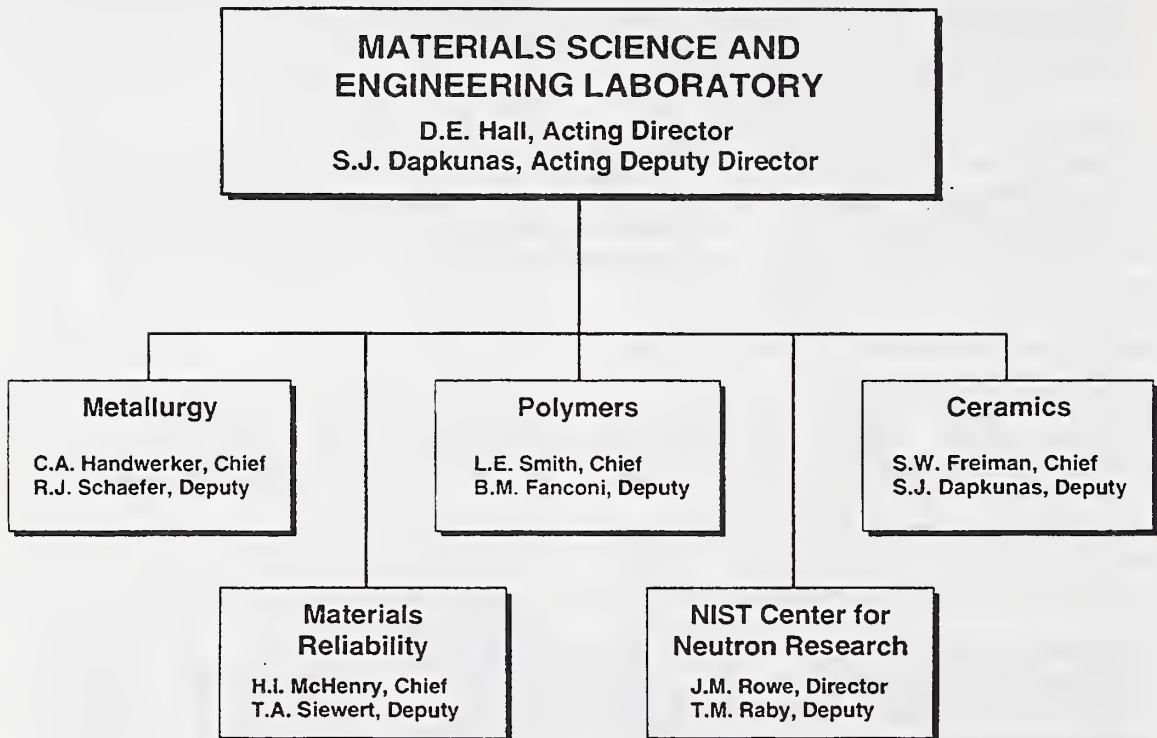 MATERIALS SCIENCE AND
ENGINEERING LABORATORY
D.E. Hall, Acting Director
S.J. Dapkunas, Acting Deputy Director
Metallurgy
C.A. Handwerker, Chief
R.J. Schaefer, Deputy
Polymers
L.E. Smith, Chief
B.M. Fanconi, Deputy
Ceramics
S.W. Freiman, Chief
S.J. Dapkunas, Deputy
Materials
Reliability
H.I. McHenry, Chief
T.A. Siewert, Deputy
NIST Center for
Neutron Research
J.M. Rowe, Director
T.M. Raby, Deputy